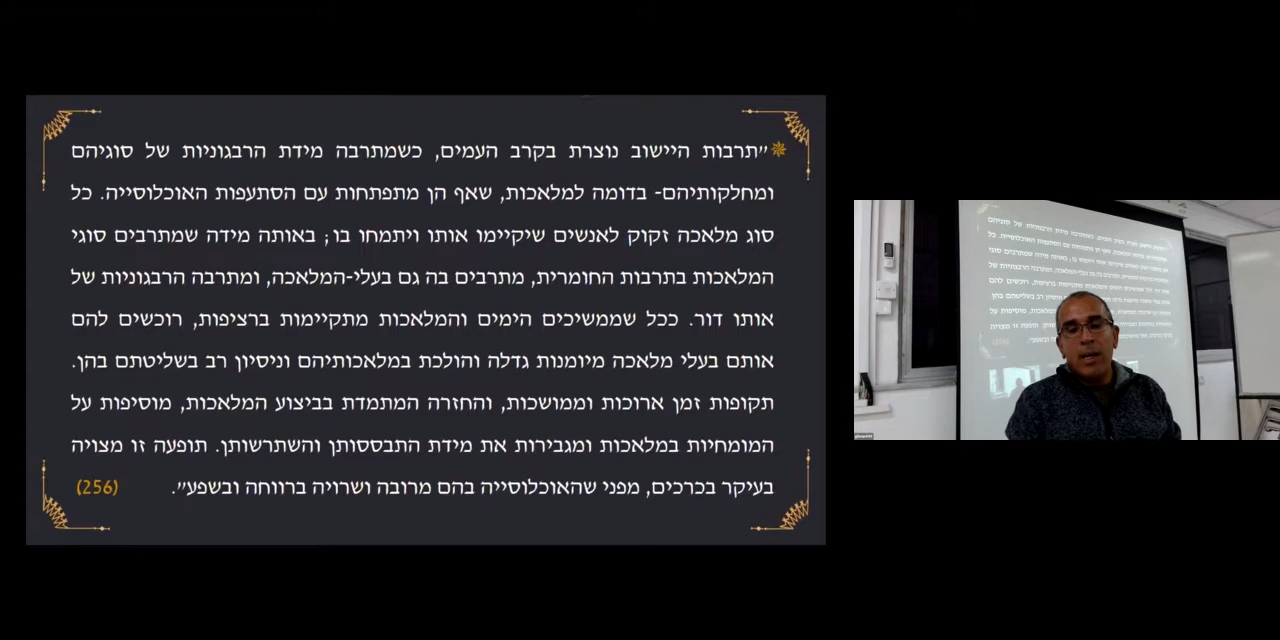 "תרבות היישוב נוצרת בקרב העמים, כשמתרבה מידת הרבגוניות של סוגיהם
ומחלקותיהם- בדומה למלאכות, שאף הן מתפתחות עם הסתעפות האוכלוסייה. כל
סוג מלאכה זקוק לאנשים שיקיימו אותו ויתמחו בו; באותה מידה שמתרבים סוגי
המלאכות בתרבות החומרית, מתרבים בה גם בעלי-המלאכה, ומתרבה הרבגוניות של
אותו דור. ככל שממשיכים הימים והמלאכות מתקיימות ברציפות, רוכשים להם
אותם בעלי מלאכה מיומנות גדלה והולכת במלאכותיהם וניסיון רב בשליטתם בהן.
תקופות זמן ארוכות וממושכות, והחזרה המתמדת בביצוע המלאכות, מוסיפות על
המומחיות במלאכות ומגבירות את מידת התבססותן והשתרשותן. תופעה זו מצויה
בעיקר בכרכים, מפני שהאוכלוסייה בהם מרובה ושרויה ברווחה ובשפע". (256)